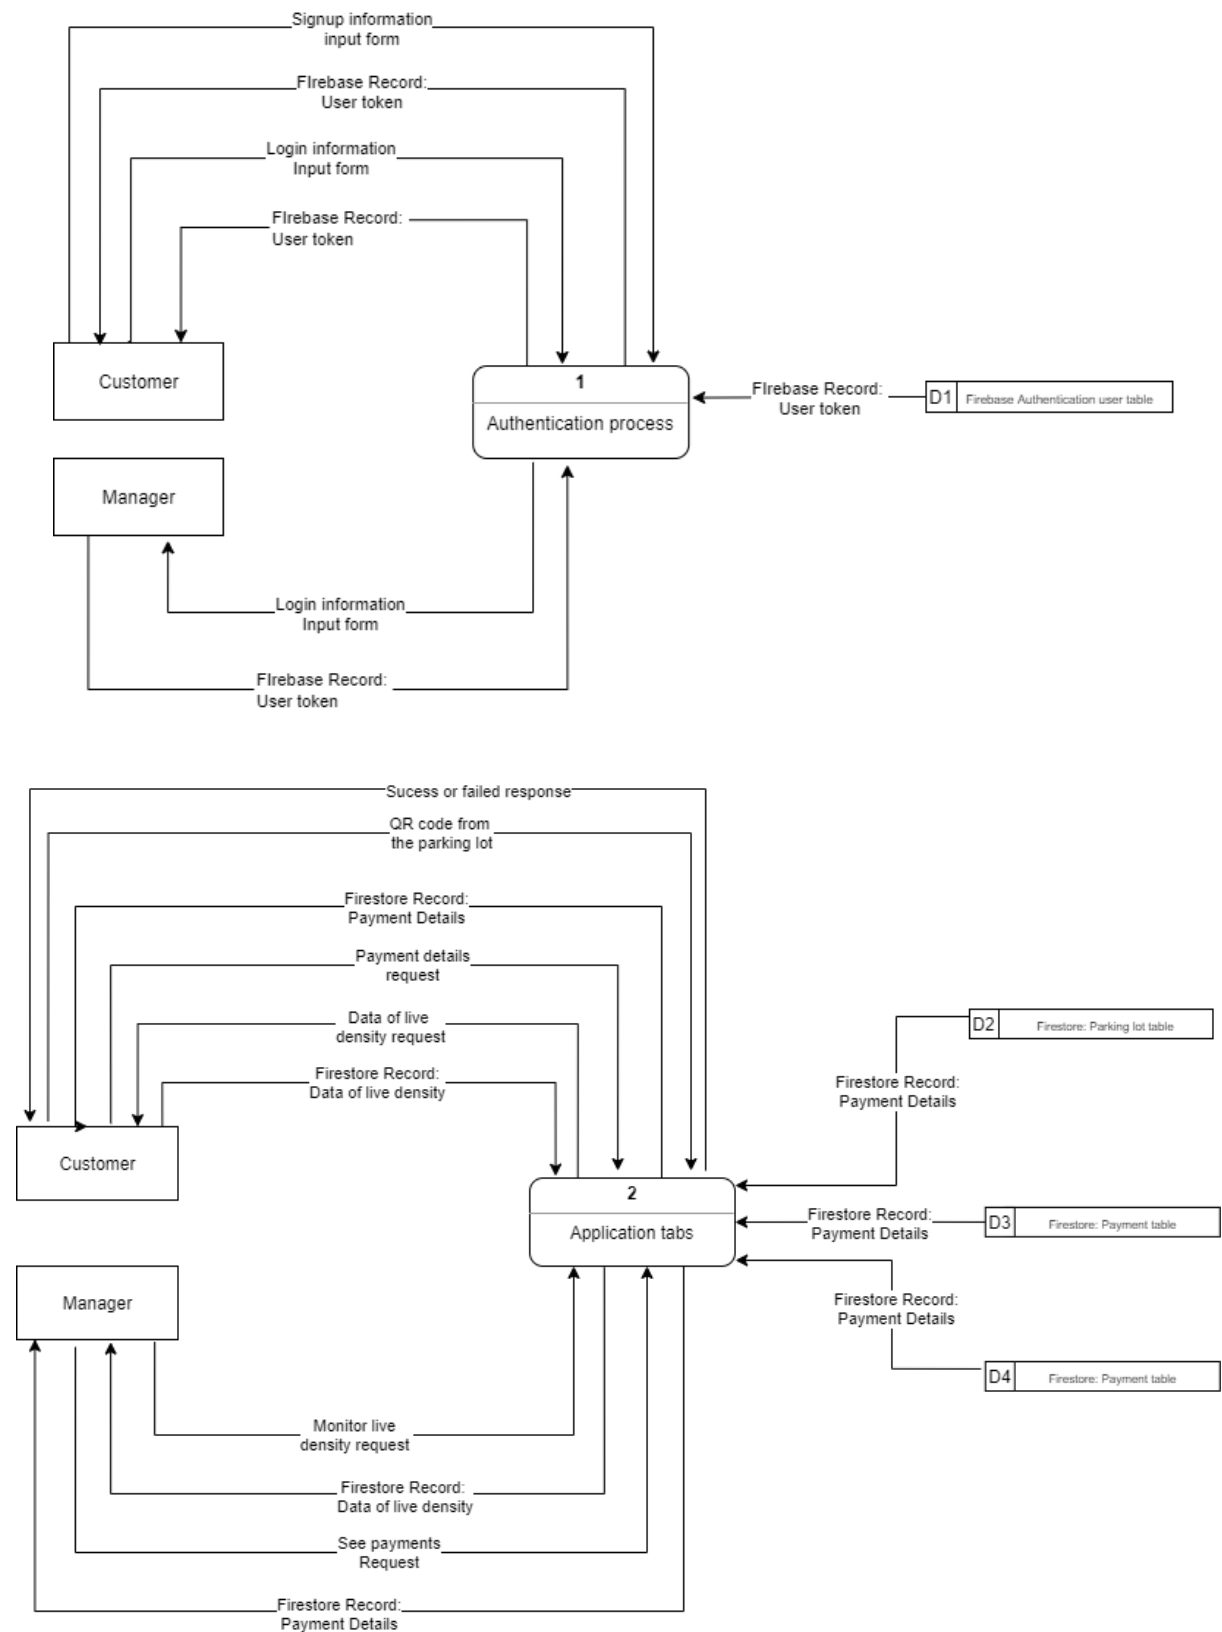 Signup information
input form
FIrebase Record:
User token
Login information
Input form
FIrebase Record:
User token
Customer
1
Authentication process
FIrebase Record:
User token
D1 Firebase Authentication user table
Manager
Login information
Input form
FIrebase Record:
User token
Sucess or failed response
QR code from
the parking lot
Firestore Record:
Payment Details
Payment details
request
Data of live
density request
Firestore Record:
Data of live density
D2 Firestore: Parking lot table
Firestore Record:
Payment Details
Customer
2
Application tabs
Firestore Record:
Payment Details
D3 Firestore: Payment table
Manager
Firestore Record:
Payment Details
D4 Firestore: Payment table
Monitor live
density request
Firestore Record:
Data of live density
See payments
Request
Firestore Record:
Payment Details